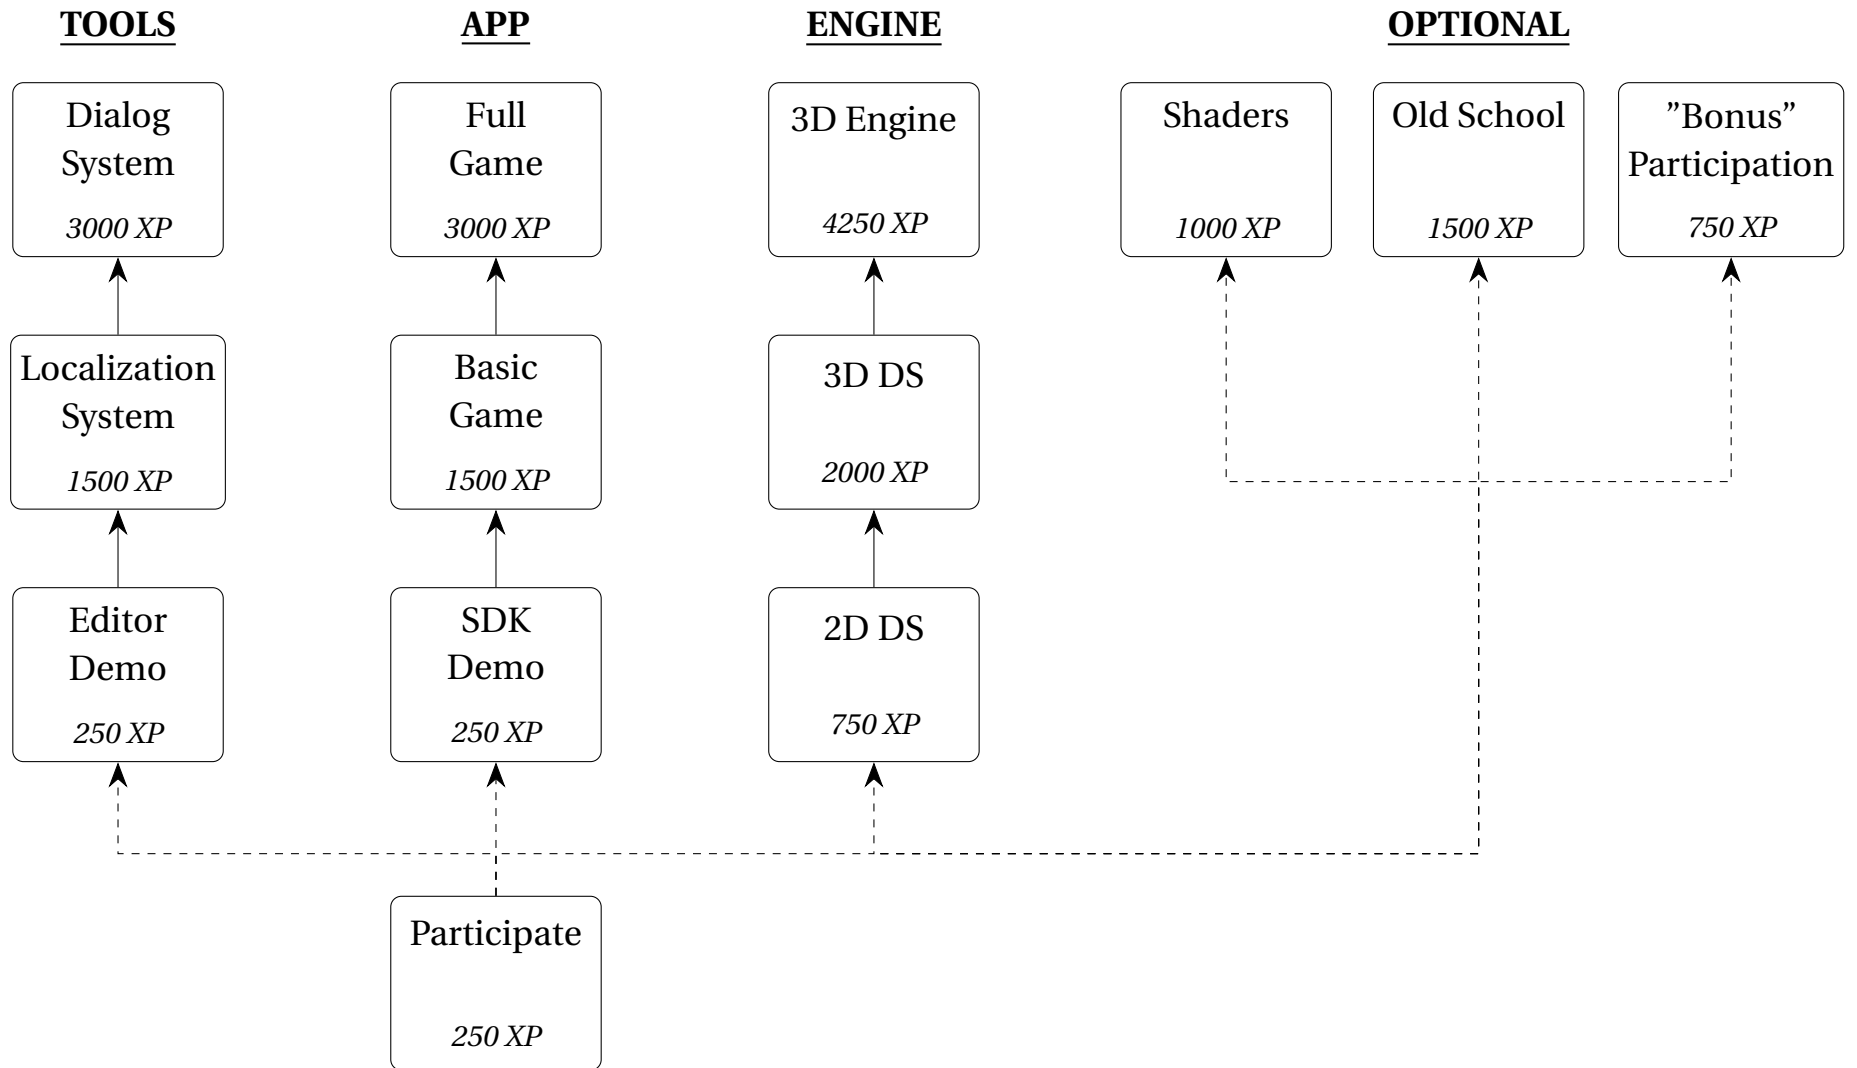 TOOLS
APP
ENGINE
OPTIONAL
Dialog
System
3000 XP
Full
Game
3000 XP
3D Engine
4250 XP
Shaders
1000 XP
Old School
1500 XP
”Bonus”
Participation
750 XP
Localization
System
1500 XP
Basic
Game
1500 XP
3D DS
2000 XP
Editor
Demo
250 XP
SDK
Demo
250 XP
2D DS
750 XP
Participate
250 XP